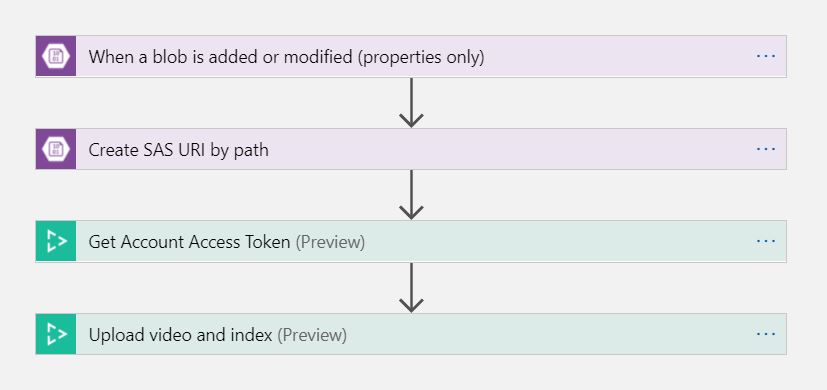 When a blob is added or modified (properties only)
Create SAS URI by path
Get Account Access Token (Preview)
Upload video and index (Preview)